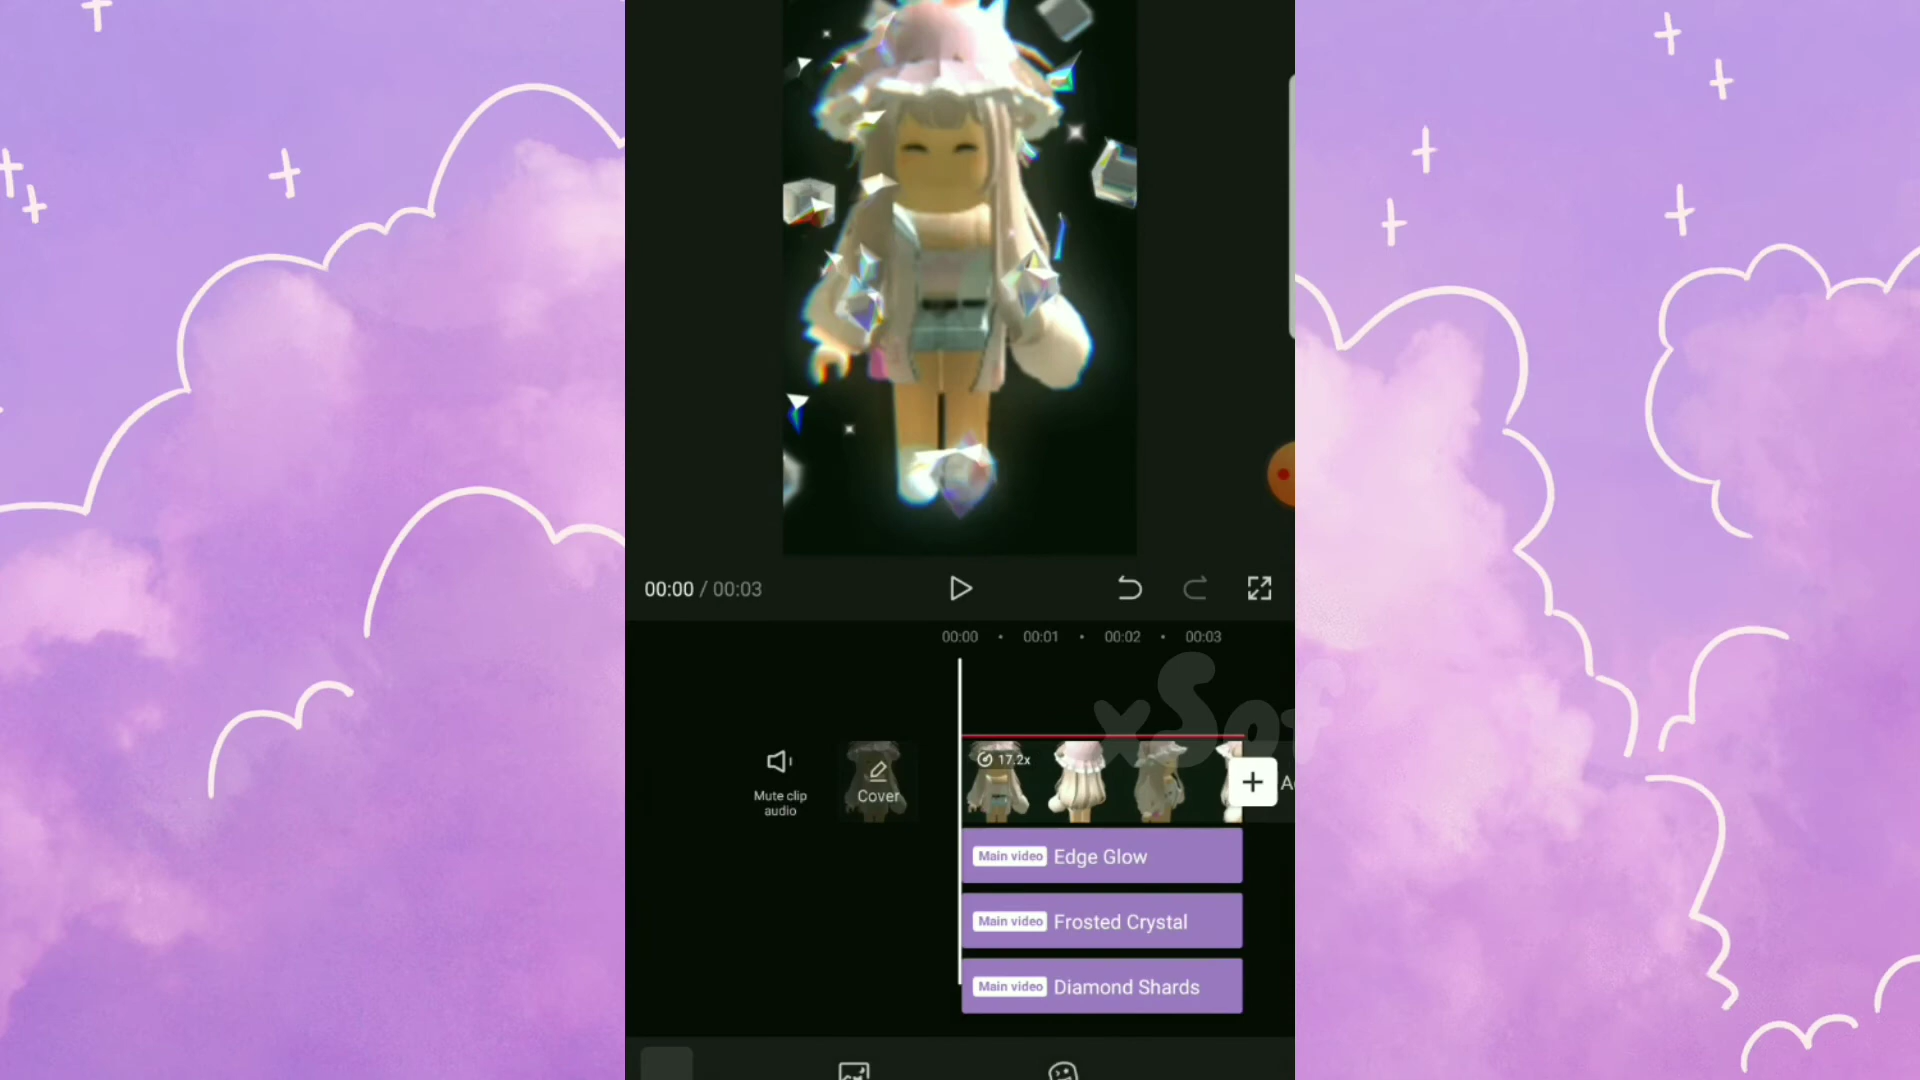 00:00 / 00:03
00:00 • 00:01 • 00:02 • 00:03
xSof
17.2x
Mute clip
audio
Cover
Main video Edge Glow
Main video Frosted Crystal
Main video Diamond Shards